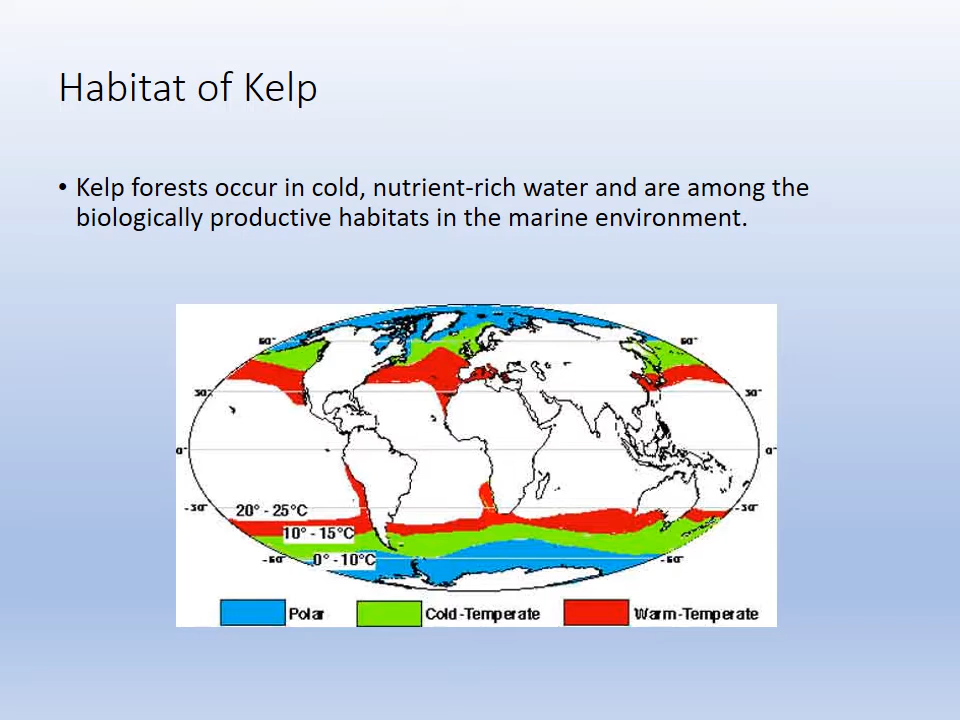 Habitat of Kelp
• Kelp forests occur in cold, nutrient-rich water and are among the
biologically productive habitats in the marine environment.
60° 60°
30° 30°
0° 0°
-30° -30°
20° - 25°C
10° - 15°C
-60° 0° - 10°C -60°
Polar Cold-Temperate Warm-Temperate